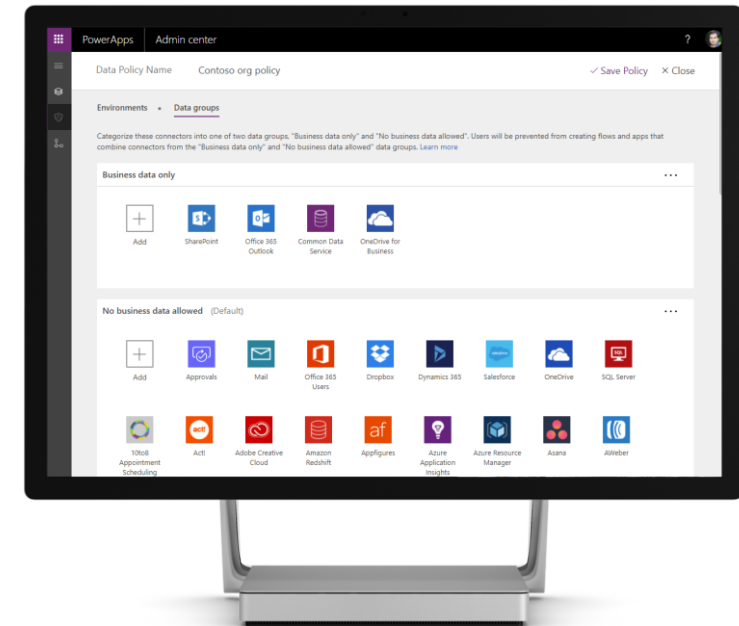 PowerApps Admin center ?
Data Policy Name Contoso org policy Save Policy Close
Environments Data groups
Categorize these connectors into one of two data groups, "Business data only" and "No business data allowed". Users will be prevented from creating flows and apps that
combine connectors from the "Business data only" and "No business data allowed" data groups. Learn more
Business data only ...
Add SharePoint Office 365 Common Data OneDrive for
Outlook Service Business
No business data allowed (Default) ...
SQL
Add Approvals Mail Office 365 Dropbox Dynamics 365 Salesforce OneDrive SQL Server
Users
act! af
10to8 Act! Adobe Creative Amazon Appfigures Azure Azure Resource Asana AWeber
Appointment Cloud Redshift Application Manager
Scheduling Insights